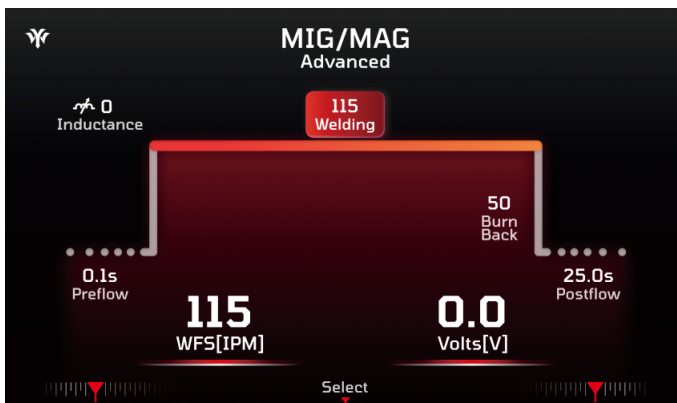 MIG/MAG
Advanced
0
Inductance
115
Welding
50
Burn
Back
0.1s
Preflow
25.0s
Postflow
115
WFS[IPM]
0.0
Volts[V]
Select